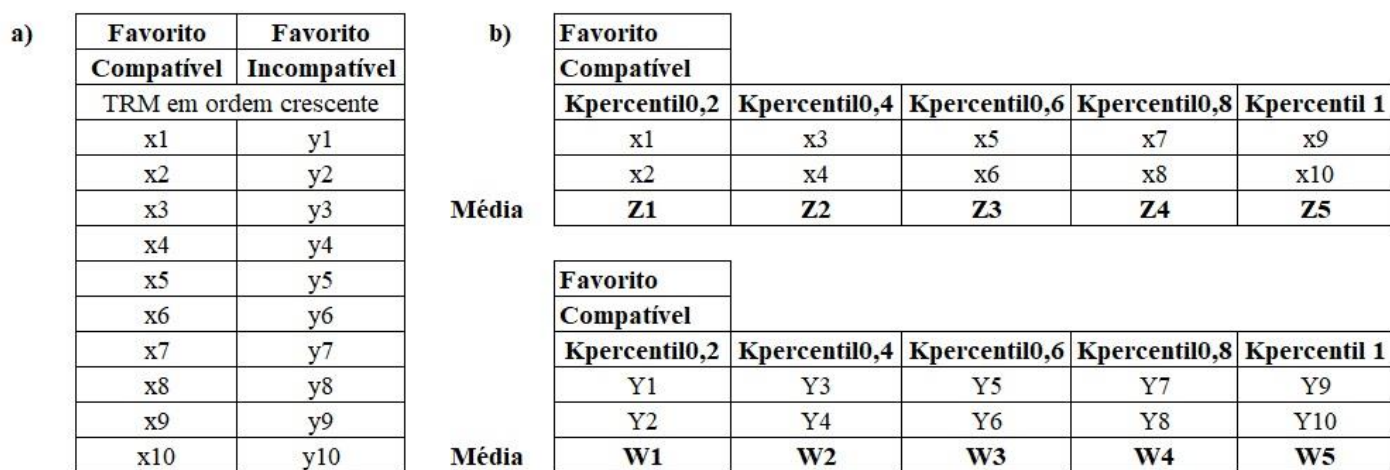 a)
Favorito Favorito
Compatível Incompatível
TRM em ordem crescente
x1 y1
x2 y2
x3 y3
x4 y4
x5 y5
x6 y6
x7 y7
x8 y8
x9 y9
x10 y10
b)
Favorito
Compatível
Kpercentil0,2 Kpercentil0,4 Kpercentil0,6 Kpercentil0,8 Kpercentil 1
x1 x3 x5 x7 x9
x2 x4 x6 x8 x10
Média Z1 Z2 Z3 Z4 Z5
Favorito
Compatível
Kpercentil0,2 Kpercentil0,4 Kpercentil0,6 Kpercentil0,8 Kpercentil 1
Y1 Y3 Y5 Y7 Y9
Y2 Y4 Y6 Y8 Y10
Média W1 W2 W3 W4 W5